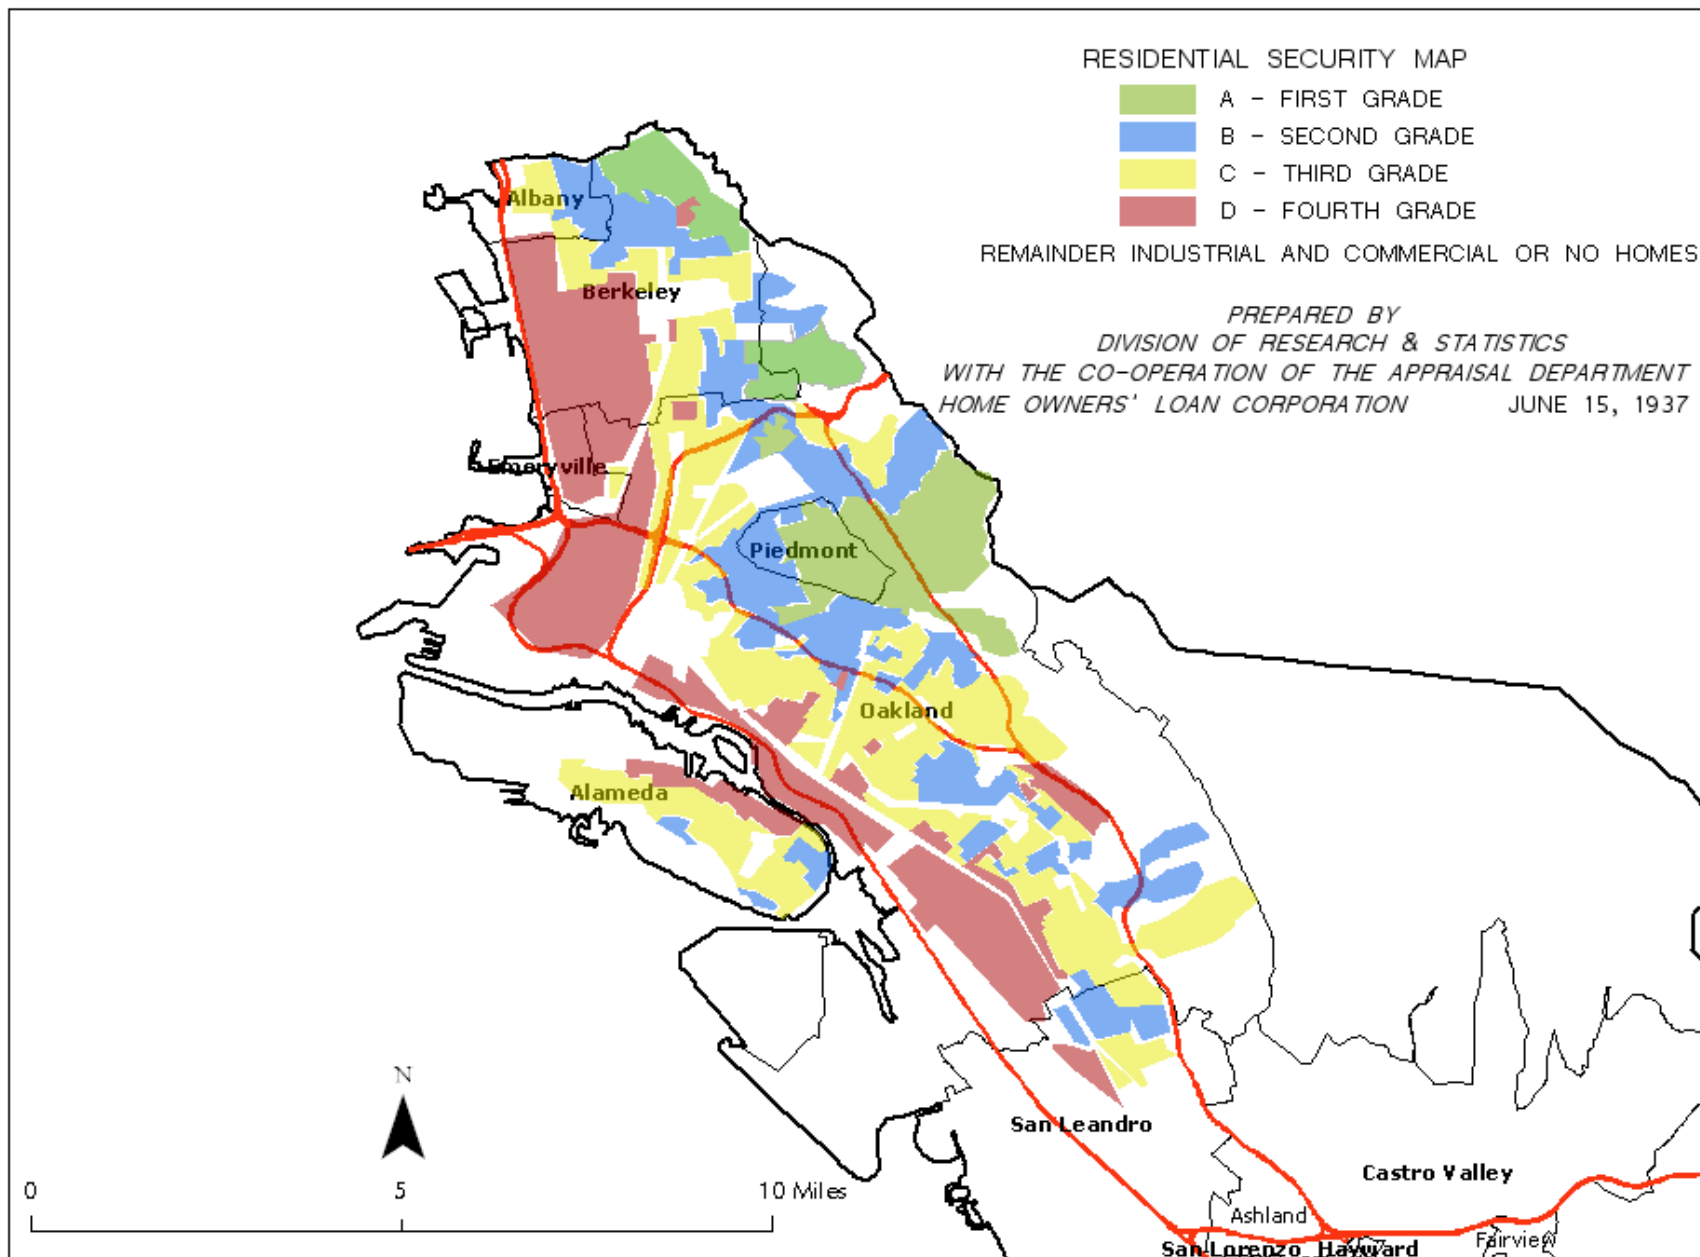 RESIDENTIAL SECURITY MAP
A - FIRST GRADE
B - SECOND GRADE
C - THIRD GRADE
D - FOURTH GRADE
REMAINDER INDUSTRIAL AND COMMERCIAL OR NO HOMES
PREPARED BY
DIVISION OF RESEARCH & STATISTICS
WITH THE CO-OPERATION OF THE APPRAISAL DEPARTMENT
HOME OWNERS' LOAN CORPORATION JUNE 15, 1937
Albany
Berkeley
Emeryville
Piedmont
Oakland
Alameda
San Leandro
Castro Valley
Ashland
Fairview
San Lorenzo Hayward
N
0 5 10 Miles